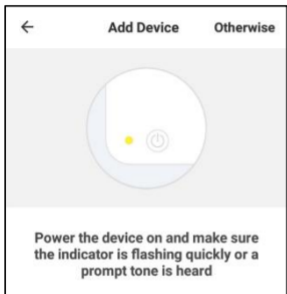 Add Device Otherwise
Power the device on and make sure
the indicator is flashing quickly or a
prompt tone is heard